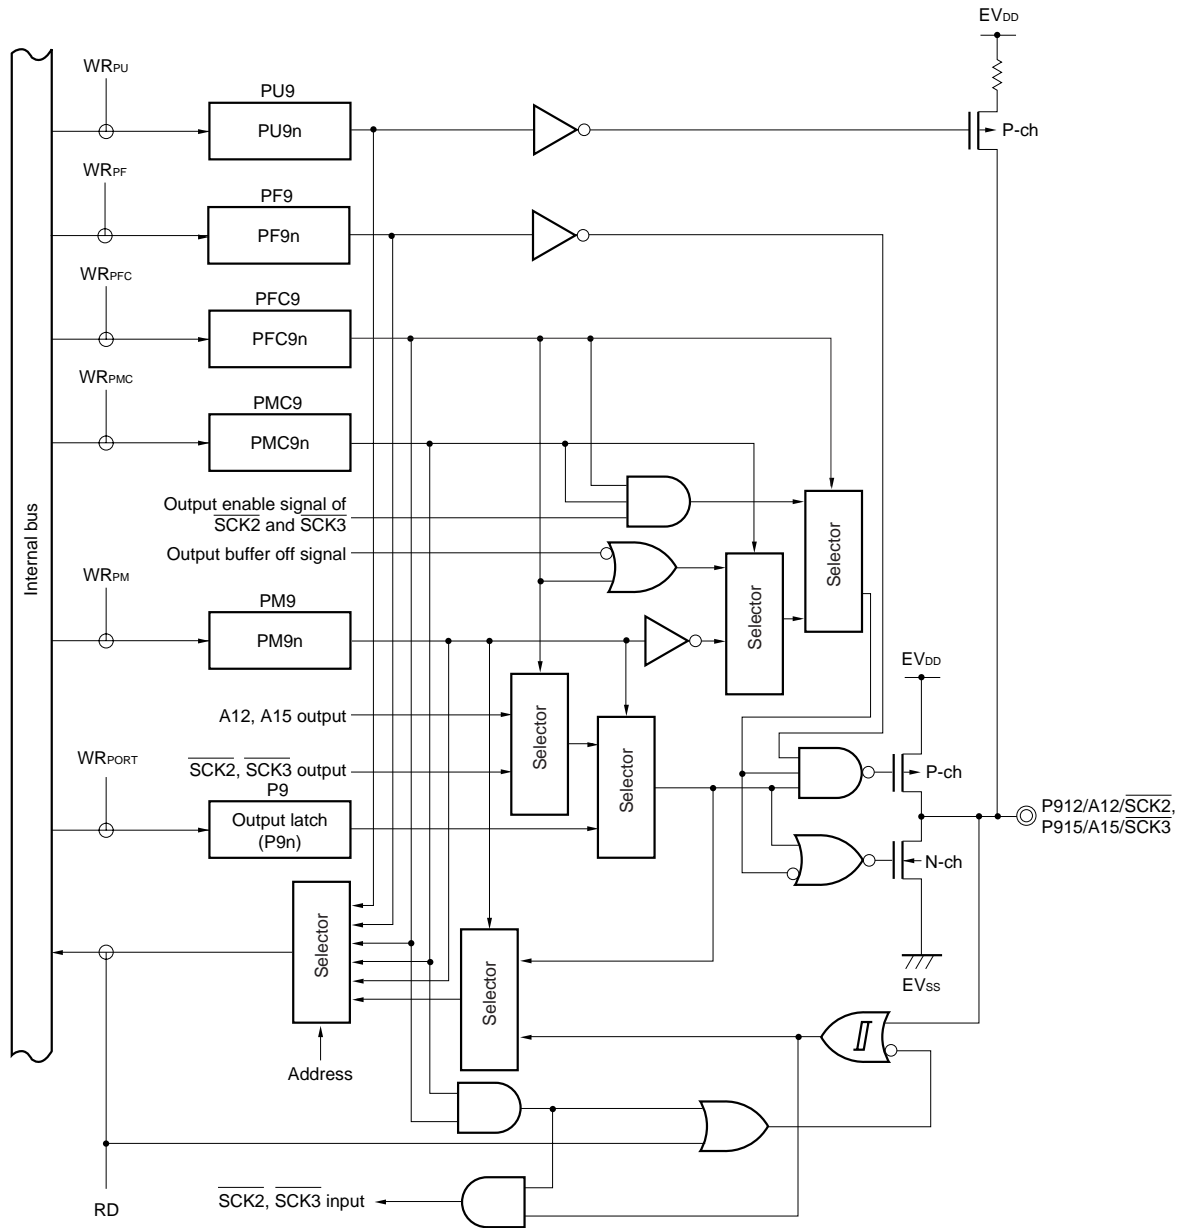 EVDD
WRPU
PU9
PU9n
P-ch
WRPF
PF9
PF9n
WRPFC
PFC9
PFC9n
WRPMC
PMC9
PMC9n
Output enable signal of
SCK2 and SCK3
Output buffer off signal
Internal bus
Selector
Selector
WRPM
PM9
PM9n
EVDD
A12, A15 output
Selector
Selector
WRPORT
SCK2, SCK3 output
P-ch
P9
Output latch
(P9n)
P912/A12/SCK2,
P915/A15/SCK3
N-ch
Selector
Selector
EVSS
Address
RD
SCK2, SCK3 input